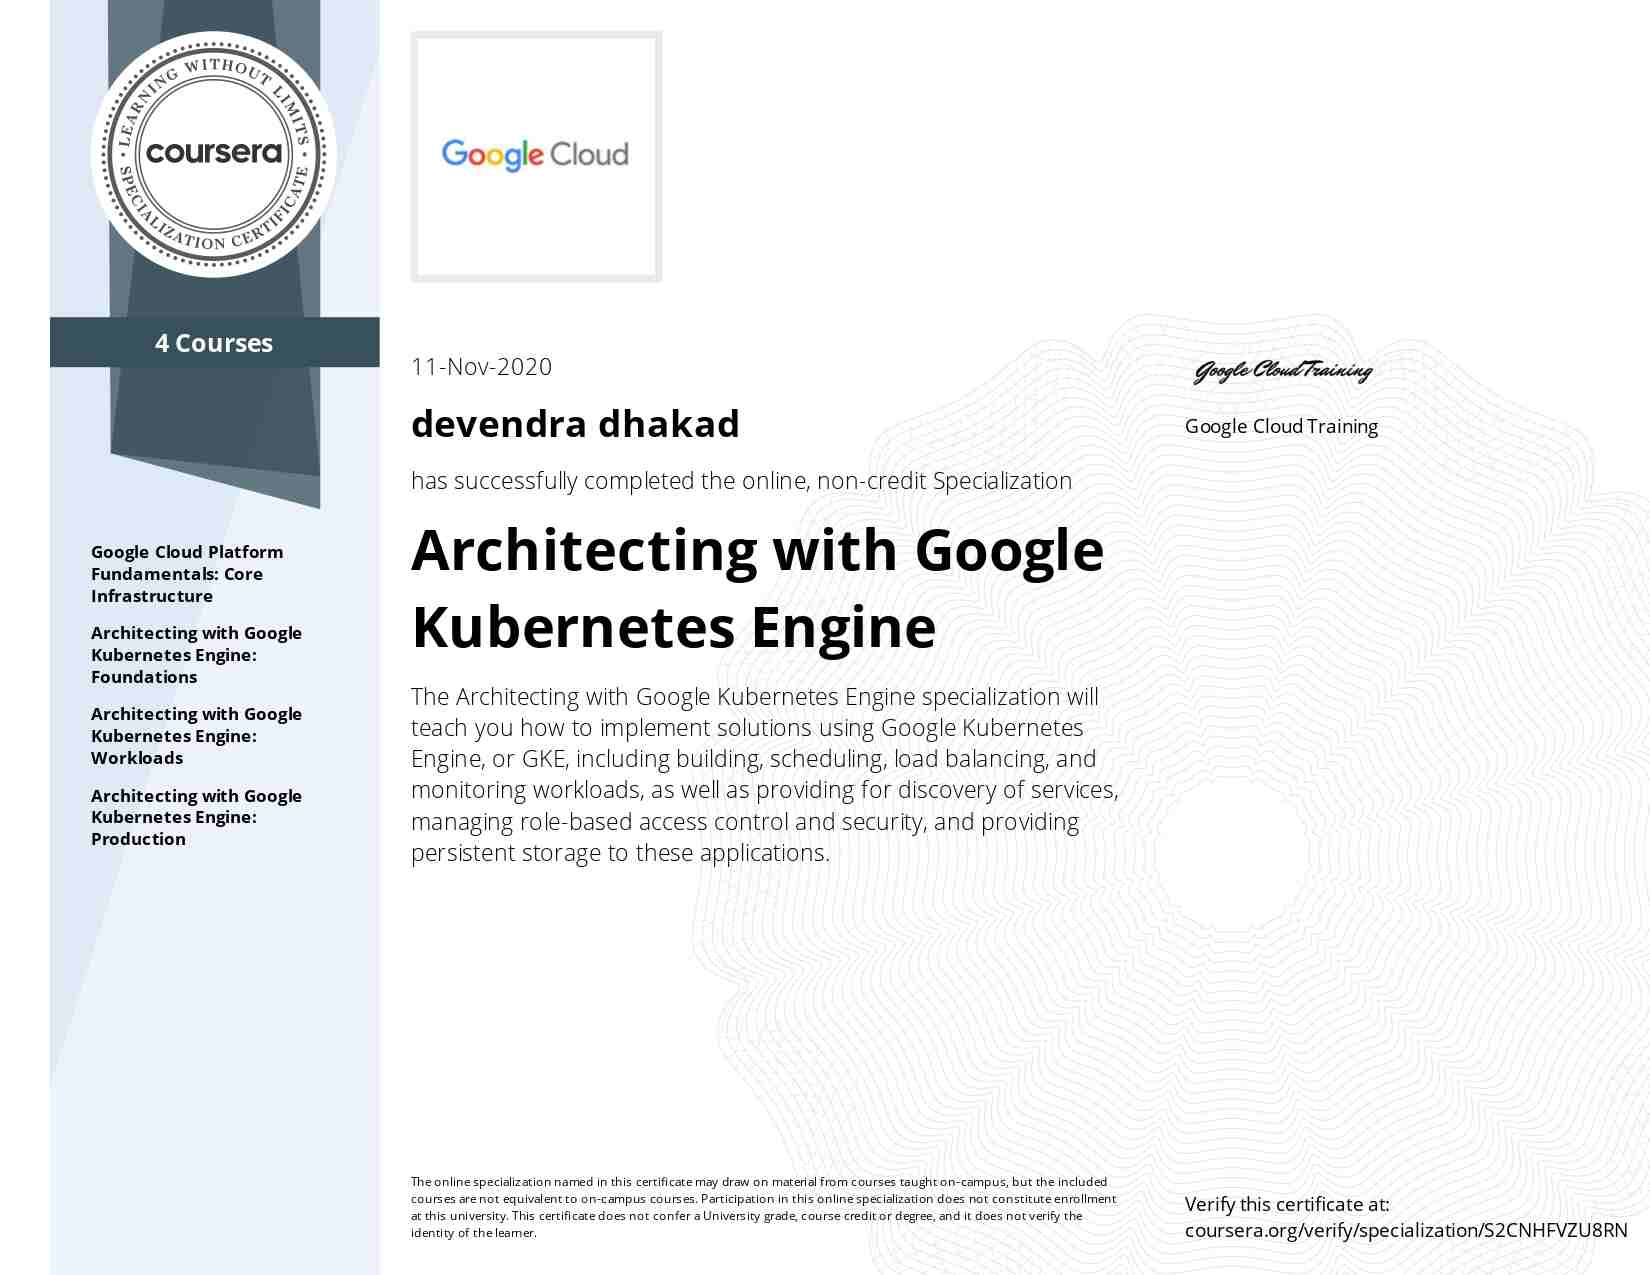 LEARNING WITHOUT LIMITS
coursera
SPECIALIZATION CERTIFICATE
4 Courses
Google Cloud Platform
Fundamentals: Core
Infrastructure
Architecting with Google
Kubernetes Engine:
Foundations
Architecting with Google
Kubernetes Engine:
Workloads
Architecting with Google
Kubernetes Engine:
Production
Google Cloud
11-Nov-2020
devendra dhakad
has successfully completed the online, non-credit Specialization
Architecting with Google
Kubernetes Engine
The Architecting with Google Kubernetes Engine specialization will
teach you how to implement solutions using Google Kubernetes
Engine, or GKE, including building, scheduling, load balancing, and
monitoring workloads, as well as providing for discovery of services,
managing role-based access control and security, and providing
persistent storage to these applications.
Google Cloud Training
Google Cloud Training
The online specialization named in this certificate may draw on material from courses taught on-campus, but the included
courses are not equivalent to on-campus courses. Participation in this online specialization does not constitute enrollment
at this university. This certificate does not confer a University grade, course credit or degree, and it does not verify the
identity of the learner.
Verify this certificate at:
coursera.org/verify/specialization/S2CNHFVZU8RN